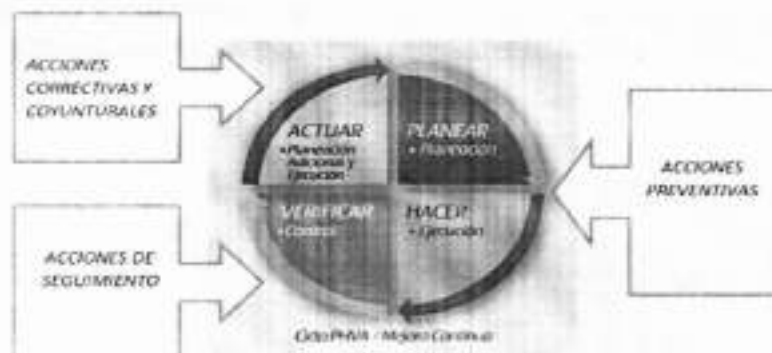 ACCIONES
CORRECTIVAS Y
COYUNTURALES
ACTUAR
•Planeación
Adicional y
Ejecución
PLANEAR
• Planeación
VERIFICAR
•Control
HACER
• Ejecución
ACCIONES
PREVENTIVAS
ACCIONES DE
SEGUIMIENTO
Ciclo PHVA - Mejora Continua